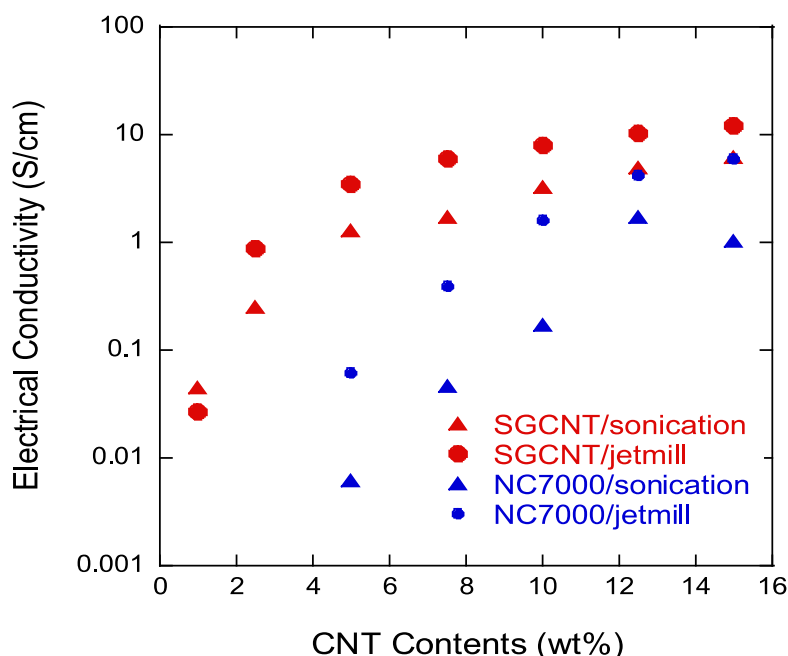 100
10
1
0.1
0.01
0.001
Electrical Conductivity (S/cm)
SGCNT/sonication
SGCNT/jetmill
NC7000/sonication
NC7000/jetmill
0 2 4 6 8 10 12 14 16
CNT Contents (wt%)